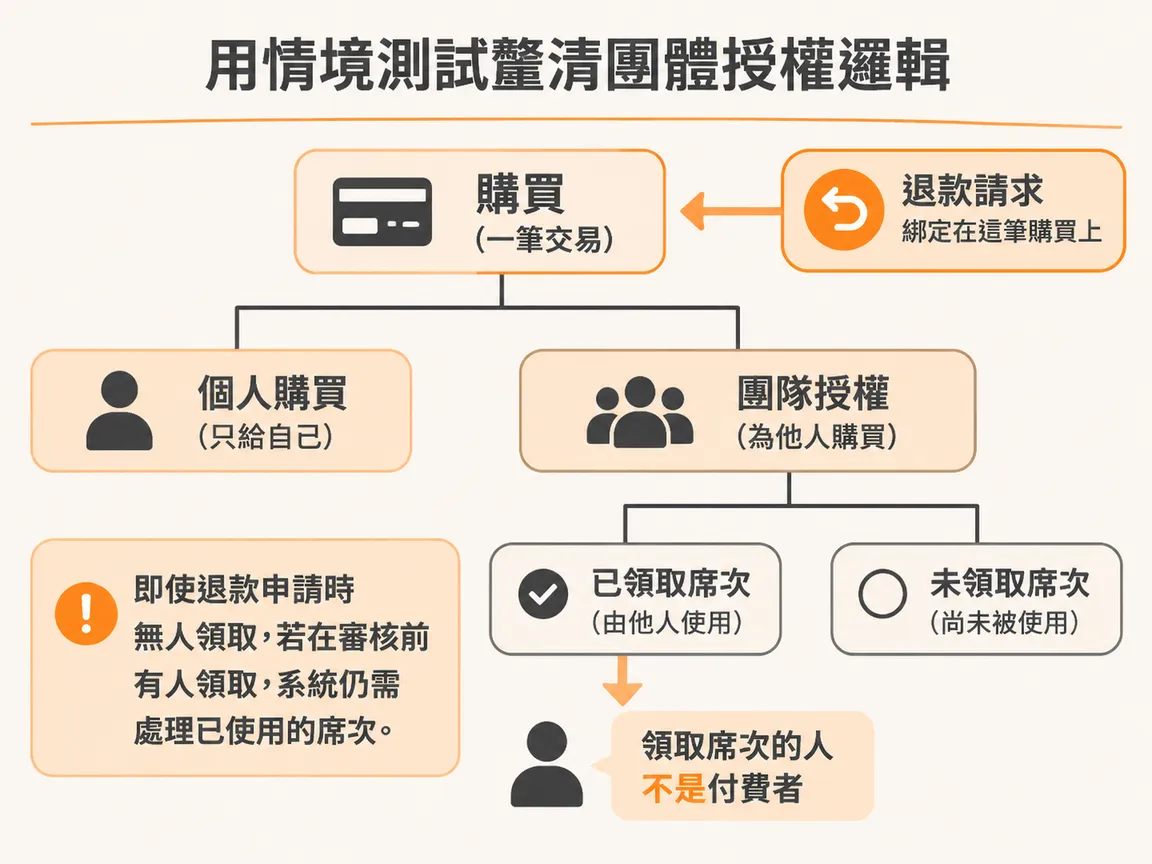 用情境測試釐清團體授權邏輯
購買
(一筆交易)
退款請求
綁定在這筆購買上
個人購買
(只給自己)
團隊授權
(為他人購買)
即使退款申請時
無人領取,若在審核前
有人領取,系統仍需
處理已使用的席次。
已領取席次
(由他人使用)
未領取席次
(尚未被使用)
領取席次的人
不是付費者